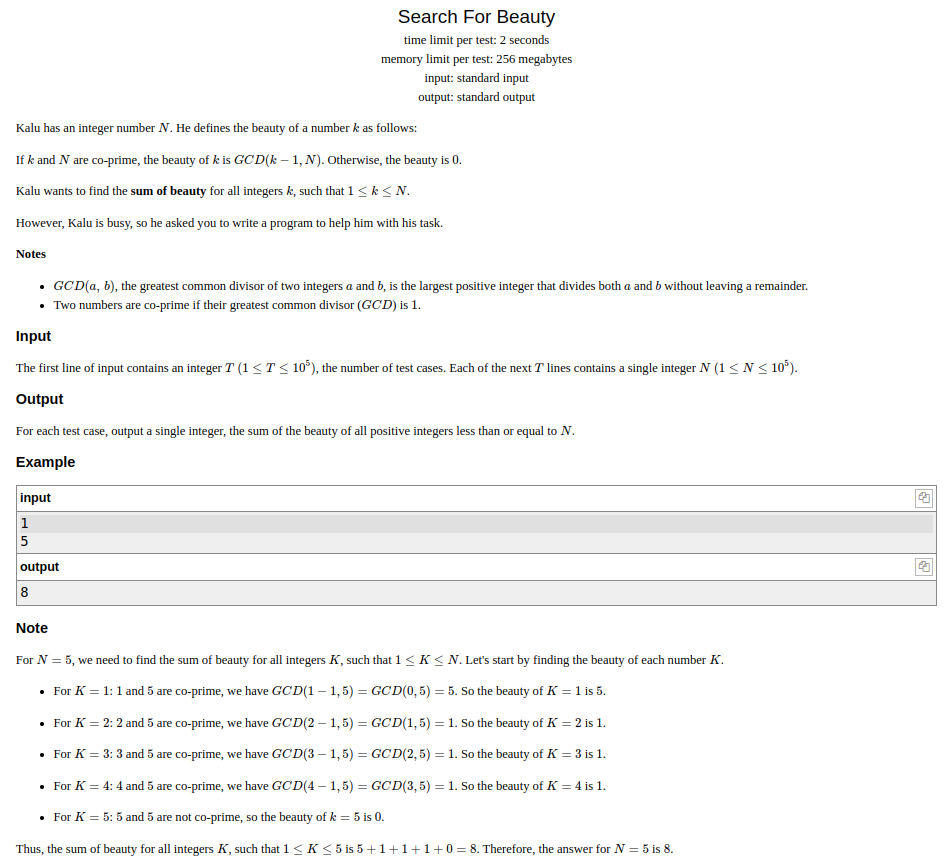 Search For Beauty
time limit per test: 2 seconds
memory limit per test: 256 megabytes
input: standard input
output: standard output
Kalu has an integer number N. He defines the beauty of a number k as follows:
If k and N are co-prime, the beauty of k is GCD(k − 1, N). Otherwise, the beauty is 0.
Kalu wants to find the sum of beauty for all integers k, such that 1 ≤ k ≤ N.
However, Kalu is busy, so he asked you to write a program to help him with his task.
Notes
• GCD(a, b), the greatest common divisor of two integers a and b, is the largest positive integer that divides both a and b without leaving a remainder.
• Two numbers are co-prime if their greatest common divisor (GCD) is 1.
Input
The first line of input contains an integer T (1 ≤ T ≤ 10⁵), the number of test cases. Each of the next T lines contains a single integer N (1 ≤ N ≤ 10⁵).
Output
For each test case, output a single integer, the sum of the beauty of all positive integers less than or equal to N.
Example
input
1
5
output
8
Note
For N = 5, we need to find the sum of beauty for all integers K, such that 1 ≤ K ≤ N. Let's start by finding the beauty of each number K.
• For K = 1: 1 and 5 are co-prime, we have GCD(1 − 1, 5) = GCD(0, 5) = 5. So the beauty of K = 1 is 5.
• For K = 2: 2 and 5 are co-prime, we have GCD(2 − 1, 5) = GCD(1, 5) = 1. So the beauty of K = 2 is 1.
• For K = 3: 3 and 5 are co-prime, we have GCD(3 − 1, 5) = GCD(2, 5) = 1. So the beauty of K = 3 is 1.
• For K = 4: 4 and 5 are co-prime, we have GCD(4 − 1, 5) = GCD(3, 5) = 1. So the beauty of K = 4 is 1.
• For K = 5: 5 and 5 are not co-prime, so the beauty of k = 5 is 0.
Thus, the sum of beauty for all integers K, such that 1 ≤ K ≤ 5 is 5 + 1 + 1 + 1 + 0 = 8. Therefore, the answer for N = 5 is 8.